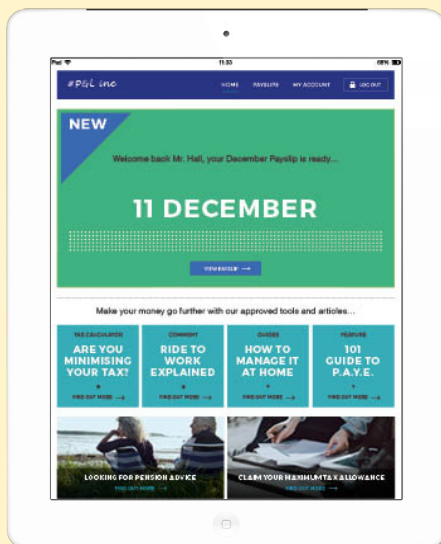 iPad
11:33
68%
#P&L inc
HOME PAYSLIPS MY ACCOUNT LOG OUT
NEW
Welcome back Mr. Hall, your December Payslip is ready...
11 DECEMBER
VIEW PAYSLIP
Make your money go further with our approved tools and articles...
TAX CALCULATOR
ARE YOU
MINIMISING
YOUR TAX?
FIND OUT MORE
COMMENT
RIDE TO
WORK
EXPLAINED
FIND OUT MORE
GUIDES
HOW TO
MANAGE IT
AT HOME
FIND OUT MORE
FEATURE
101
GUIDE TO
P.A.Y.E.
FIND OUT MORE
LOOKING FOR PENSION ADVICE
FIND OUT MORE
CLAIM YOUR MAXIMUM TAX ALLOWANCE
FIND OUT MORE